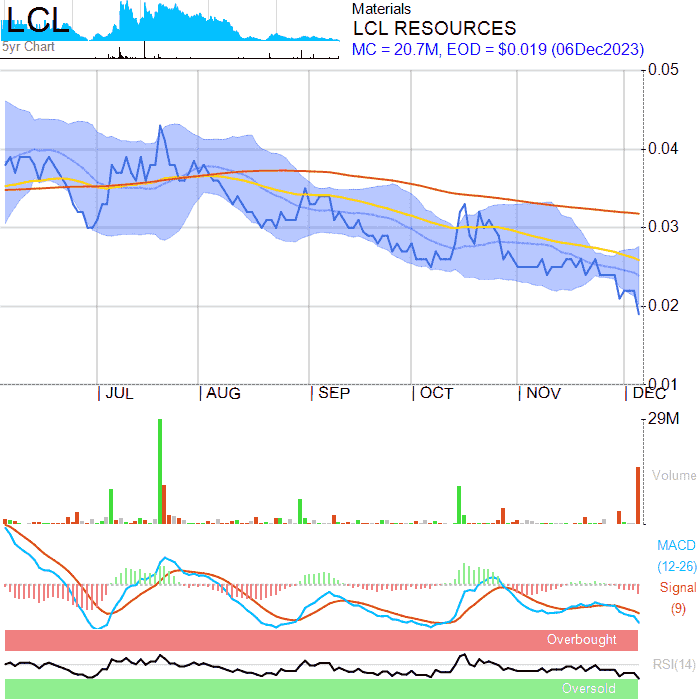 LCL
5yr Chart
Materials
LCL RESOURCES
MC = 20.7M, EOD = $0.019 (06Dec2023)
0.05
0.04
0.03
0.02
0.01
JUL
AUG
SEP
OCT
NOV
DEC
29M
Volume
MACD
(12-26)
Signal
(9)
Overbought
RSI(14)
Oversold